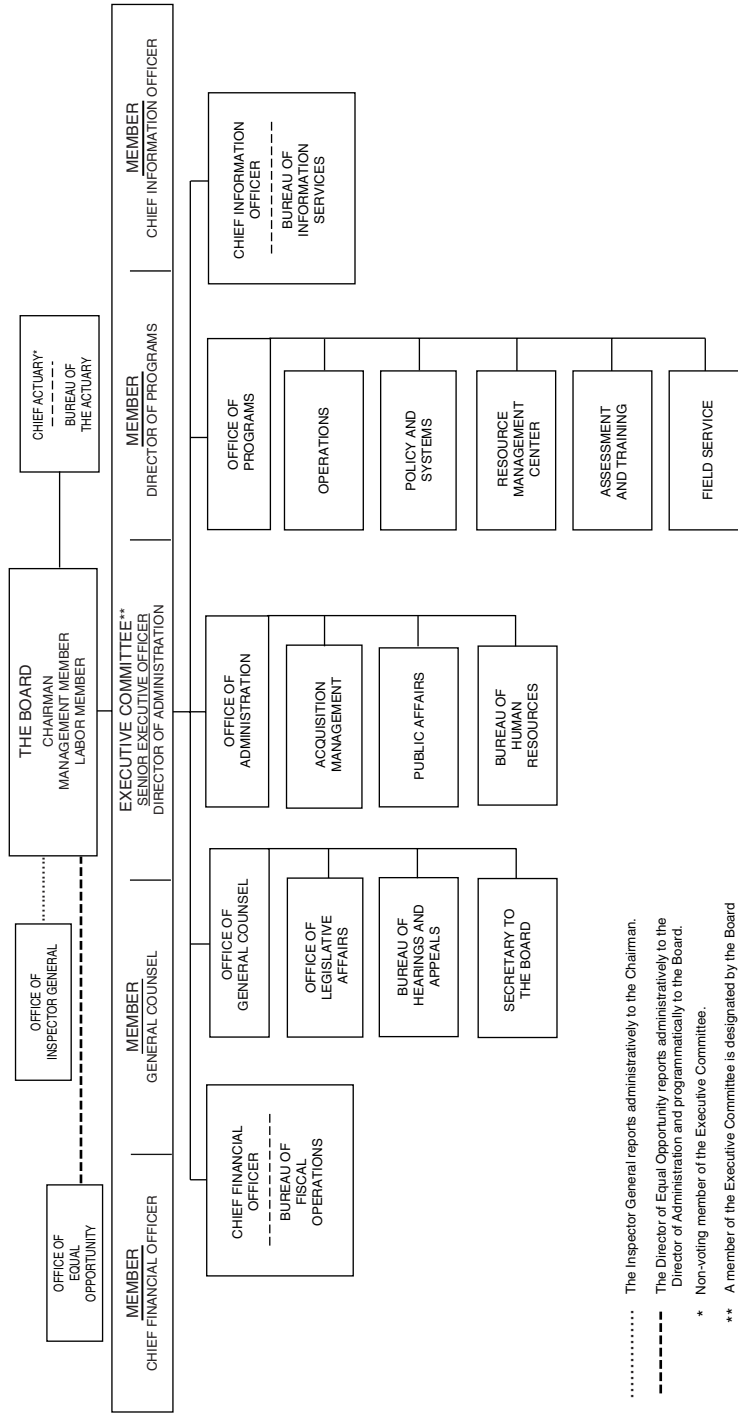 THE BOARD
CHAIRMAN
MANAGEMENT MEMBER
LABOR MEMBER
OFFICE OF
EQUAL
OPPORTUNITY
OFFICE OF
INSPECTOR GENERAL
CHIEF ACTUARY*
BUREAU OF
THE ACTUARY
MEMBER
CHIEF FINANCIAL OFFICER
MEMBER
GENERAL COUNSEL
EXECUTIVE COMMITTEE**
SENIOR EXECUTIVE OFFICER
DIRECTOR OF ADMINISTRATION
MEMBER
DIRECTOR OF PROGRAMS
MEMBER
CHIEF INFORMATION OFFICER
CHIEF FINANCIAL
OFFICER
BUREAU OF
FISCAL
OPERATIONS
OFFICE OF
GENERAL COUNSEL
OFFICE OF
LEGISLATIVE
AFFAIRS
BUREAU OF
HEARINGS AND
APPEALS
SECRETARY TO
THE BOARD
OFFICE OF
ADMINISTRATION
ACQUISITION
MANAGEMENT
PUBLIC AFFAIRS
BUREAU OF
HUMAN
RESOURCES
OFFICE OF
PROGRAMS
OPERATIONS
POLICY AND
SYSTEMS
RESOURCE
MANAGEMENT
CENTER
ASSESSMENT
AND TRAINING
FIELD SERVICE
CHIEF INFORMATION
OFFICER
BUREAU OF
INFORMATION
SERVICES
The Inspector General reports administratively to the Chairman.
The Director of Equal Opportunity reports administratively to the
Director of Administration and programmatically to the Board.
* Non-voting member of the Executive Committee.
** A member of the Executive Committee is designated by the Board